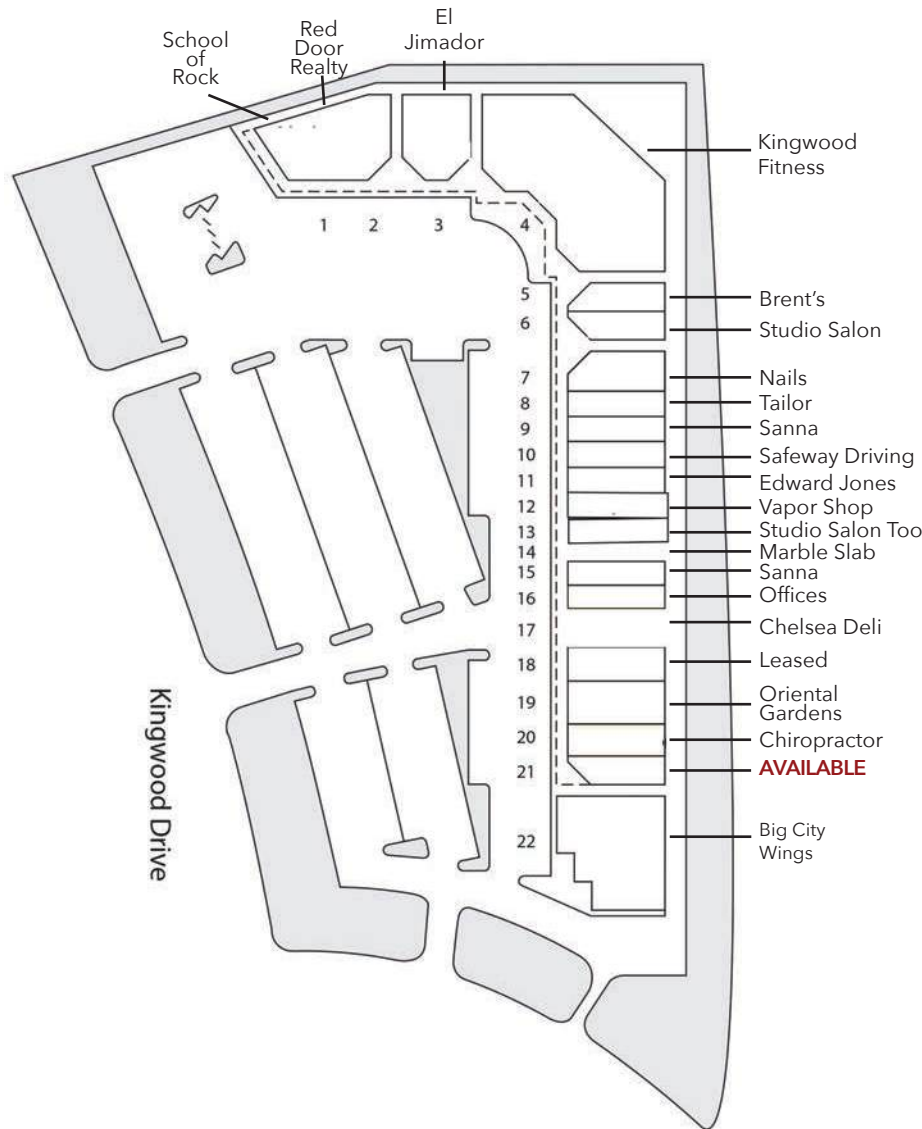 School
of
Rock
Red
Door
Realty
El
Jimador
Kingwood
Fitness
1
2
3
4
5
Brent's
6
Studio Salon
7
Nails
8
Tailor
9
Sanna
10
Safeway Driving
11
Edward Jones
12
Vapor Shop
13
Studio Salon Too
14
Marble Slab
15
Sanna
16
Offices
17
Chelsea Deli
18
Leased
19
Oriental
Gardens
20
Chiropractor
21
AVAILABLE
22
Big City
Wings
Kingwood Drive